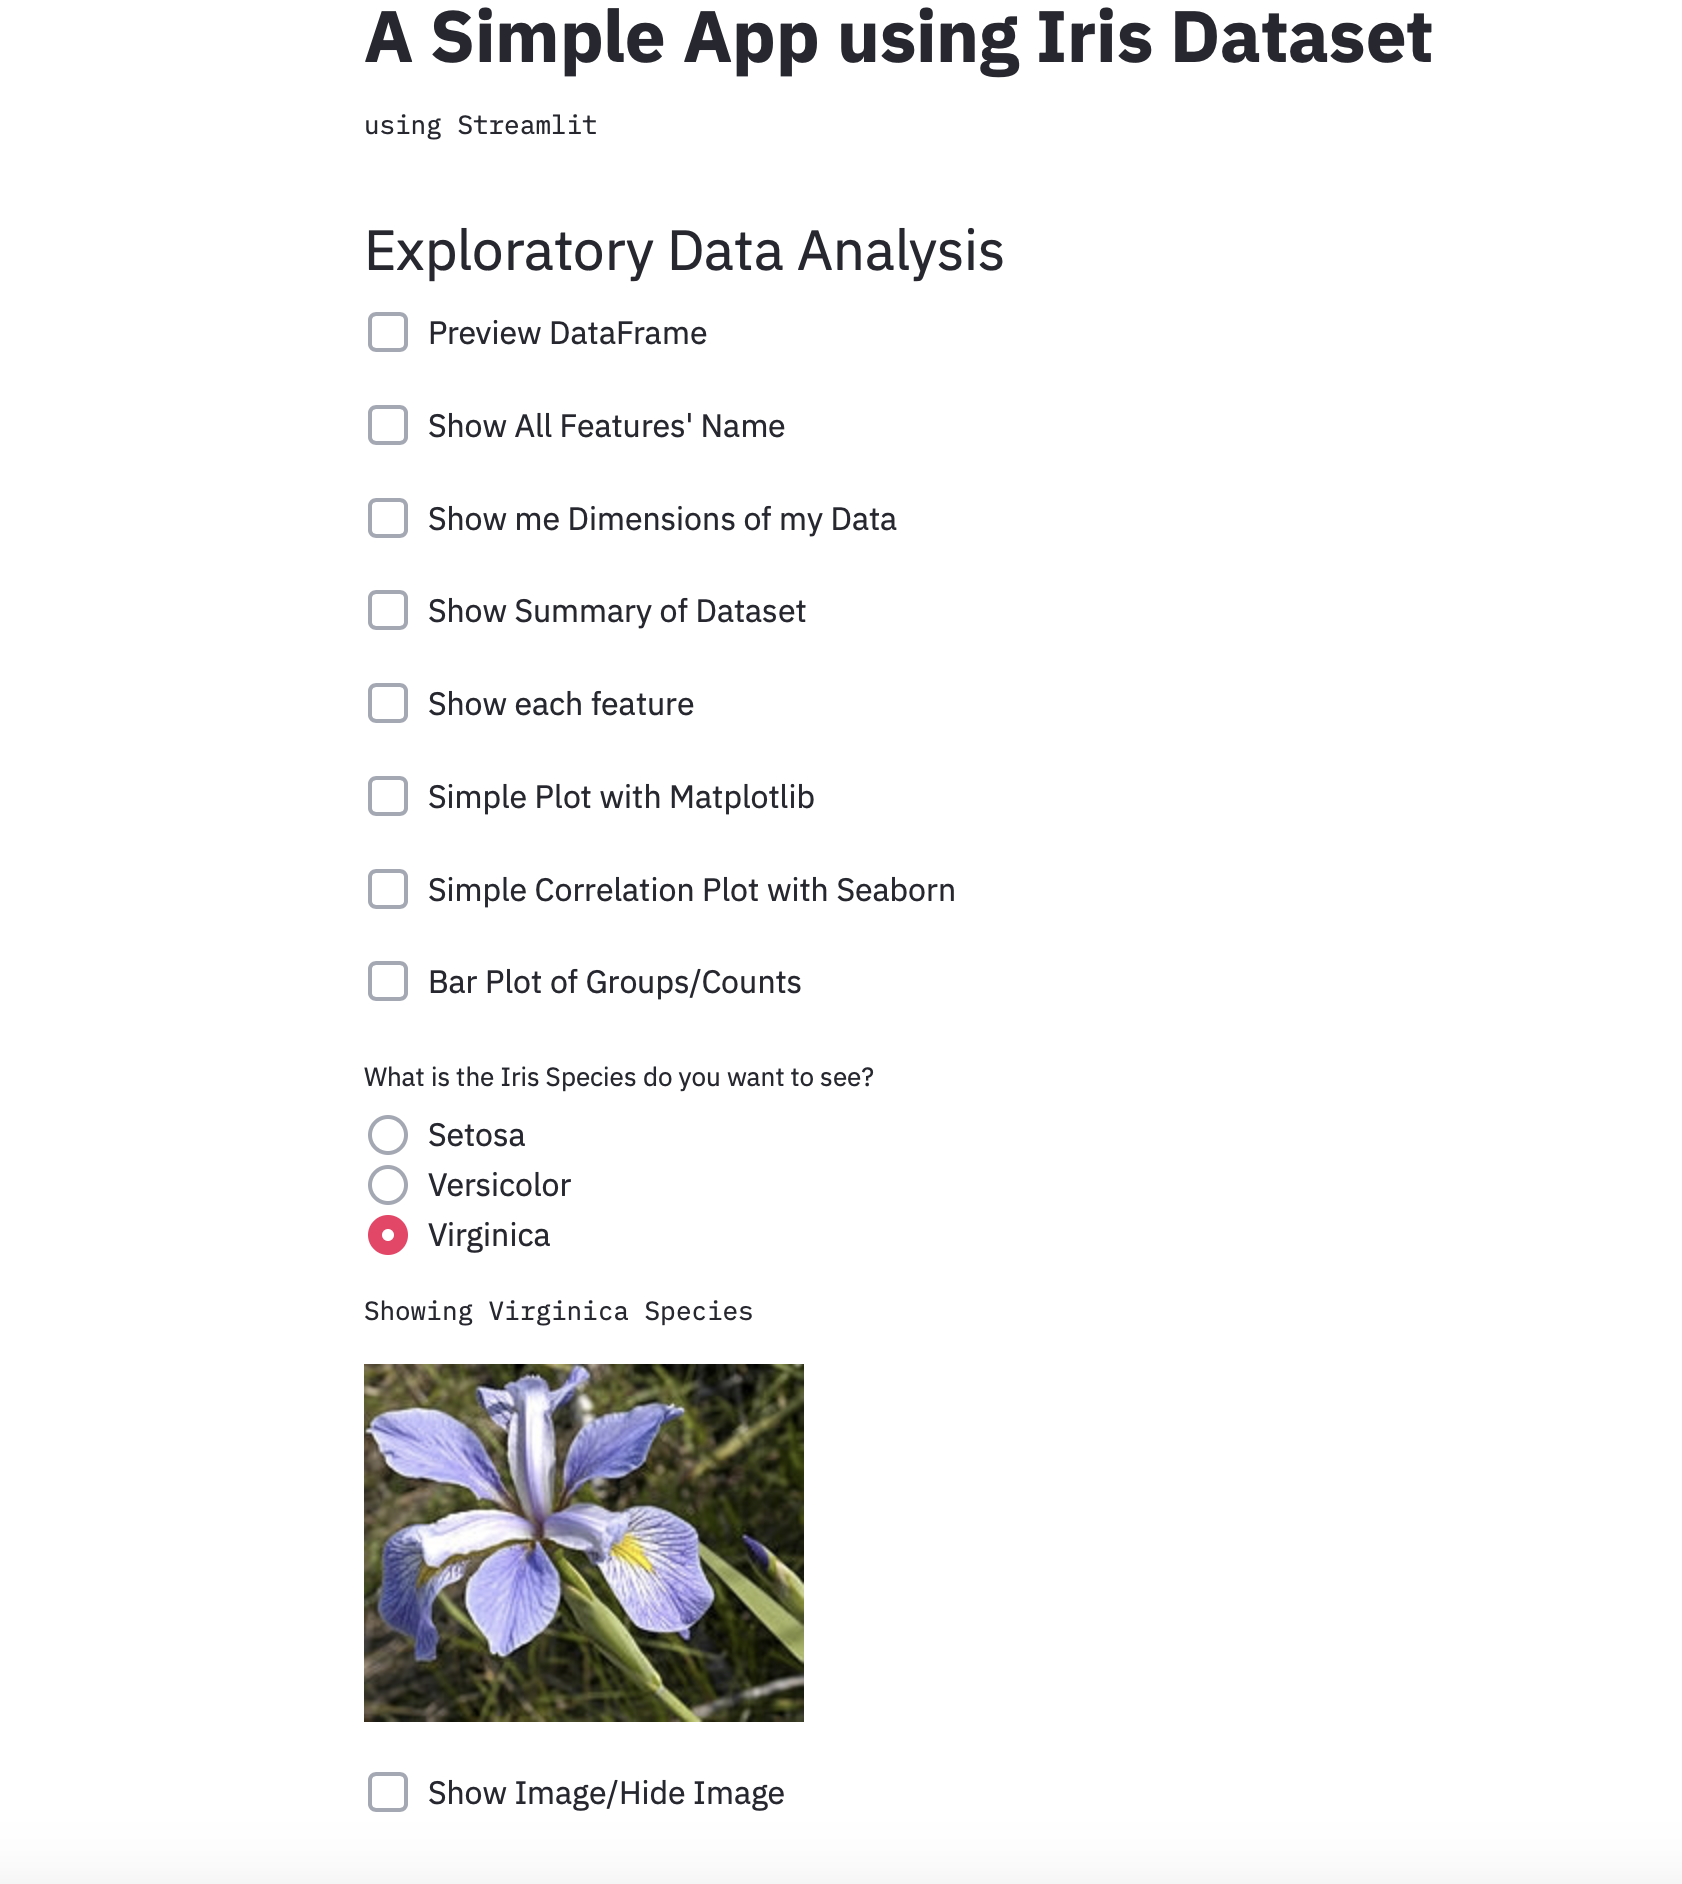 A Simple App using Iris Dataset
using Streamlit
Exploratory Data Analysis
Preview DataFrame
Show All Features' Name
Show me Dimensions of my Data
Show Summary of Dataset
Show each feature
Simple Plot with Matplotlib
Simple Correlation Plot with Seaborn
Bar Plot of Groups/Counts
What is the Iris Species do you want to see?
Setosa
Versicolor
Virginica
Showing Virginica Species
Show Image/Hide Image